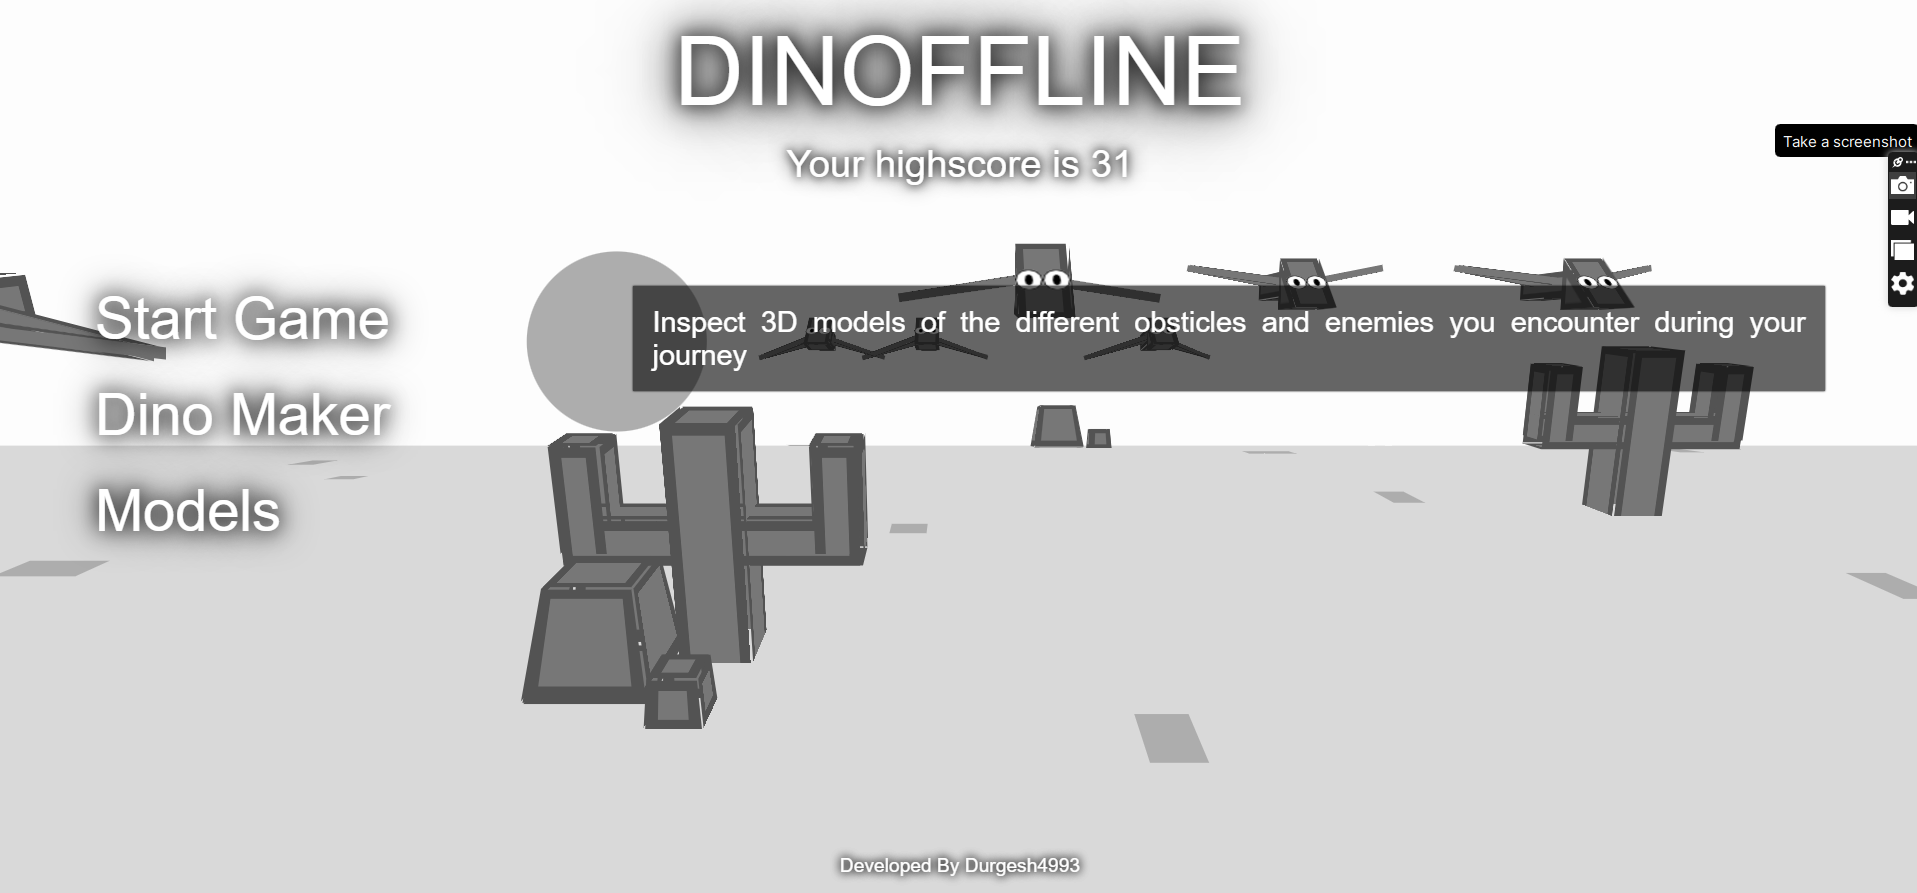 DINOFFLINE
Your highscore is 31
Take a screenshot
Start Game
Inspect 3D models of the different obsticles and enemies you encounter during your
journey
Dino Maker
Models
Developed By Durgesh4993